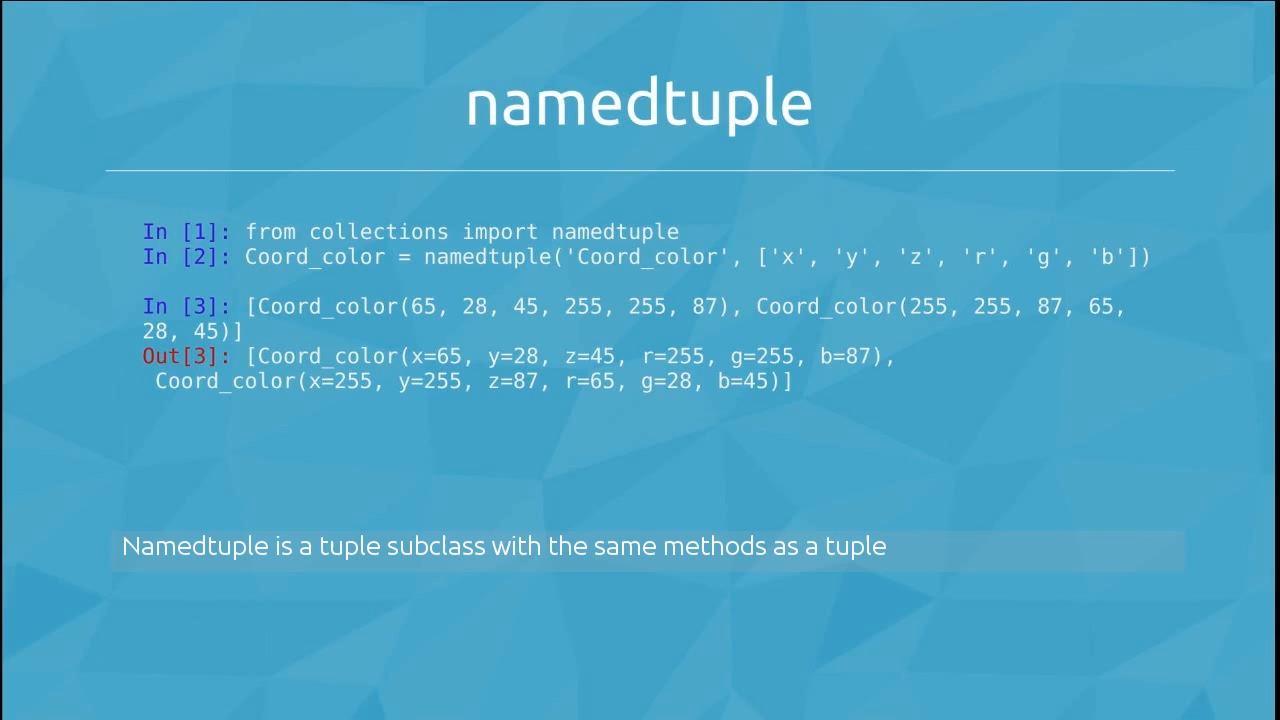 namedtuple
In [1]: from collections import namedtuple
In [2]: Coord_color = namedtuple('Coord_color', ['x', 'y', 'z', 'r', 'g', 'b'])
In [3]: [Coord_color(65, 28, 45, 255, 255, 87), Coord_color(255, 255, 87, 65,
28, 45)]
Out[3]: [Coord_color(x=65, y=28, z=45, r=255, g=255, b=87),
Coord_color(x=255, y=255, z=87, r=65, g=28, b=45)]
Namedtuple is a tuple subclass with the same methods as a tuple